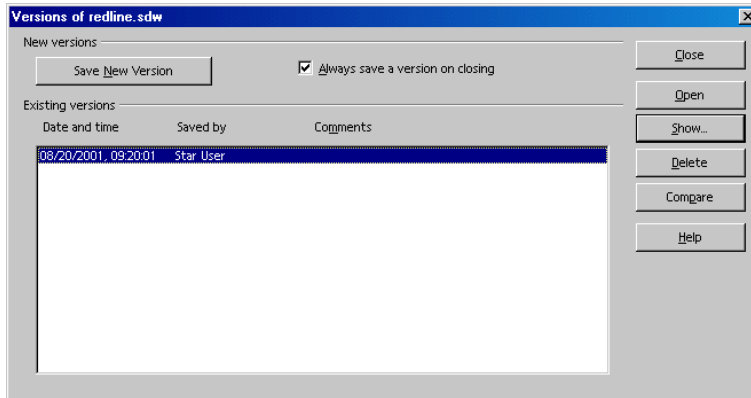 Versions of redline.sdw
New versions
Save New Version
Always save a version on closing
Close
Open
Existing versions
Date and time Saved by Comments
Show...
08/20/2001, 09:20:01 Star User
Delete
Compare
Help